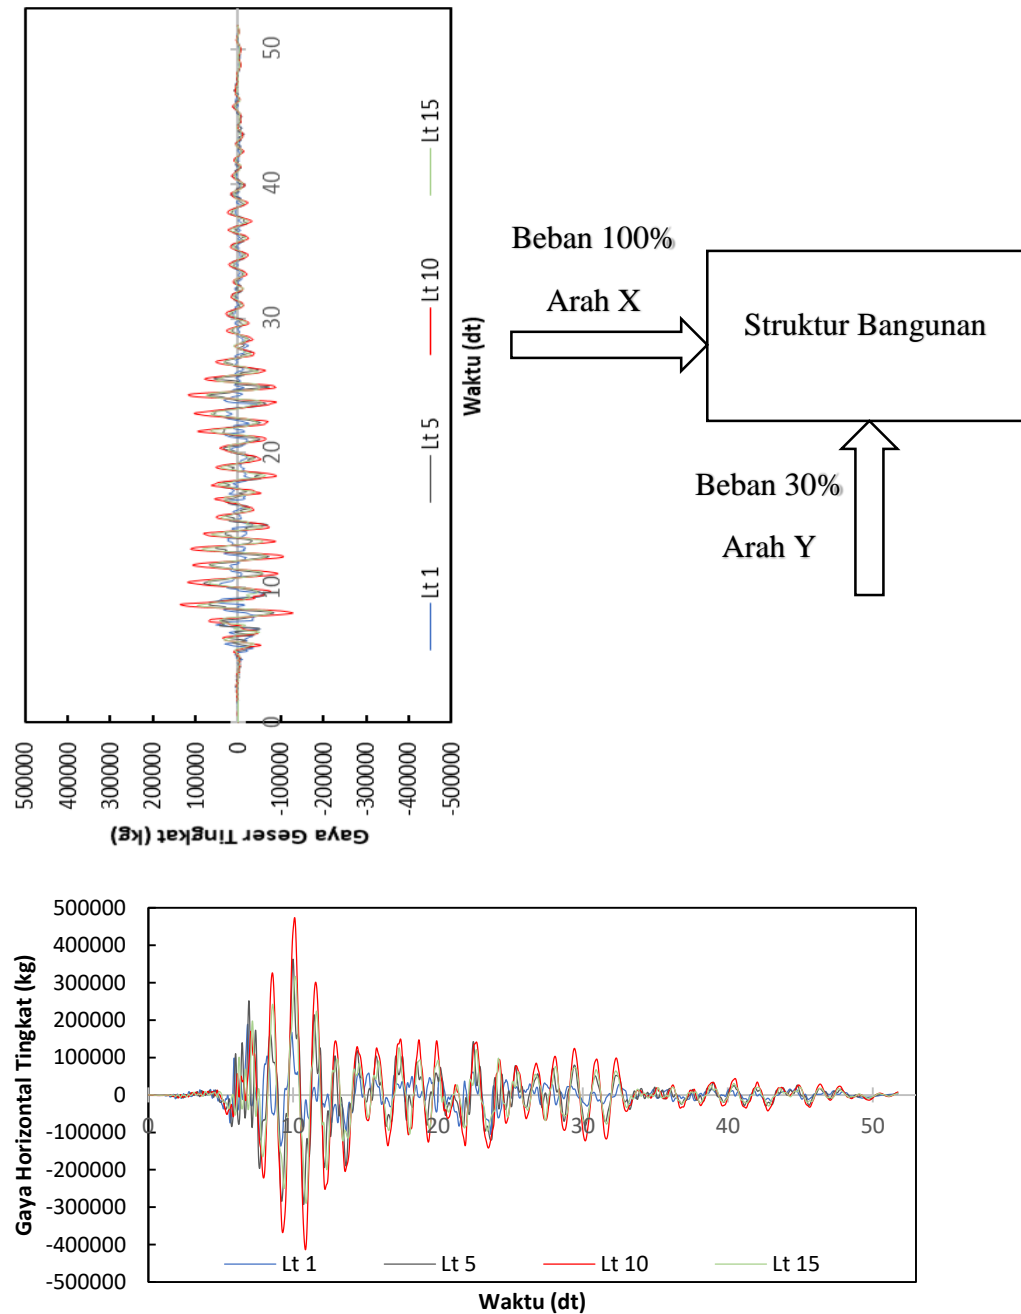 500000
400000
300000
200000
100000
0
-100000
-200000
-300000
-400000
-500000
Gaya Geser Tingkat (kg)
0
10
20
30
40
50
Waktu (dt)
Lt 1
Lt 5
Lt 10
Lt 15
Beban 100%
Arah X
Struktur Bangunan
Beban 30%
Arah Y
500000
400000
300000
200000
100000
0
-100000
-200000
-300000
-400000
-500000
Gaya Horizontal Tingkat (kg)
0
10
20
30
40
50
Lt 1
Lt 5
Lt 10
Lt 15
Waktu (dt)